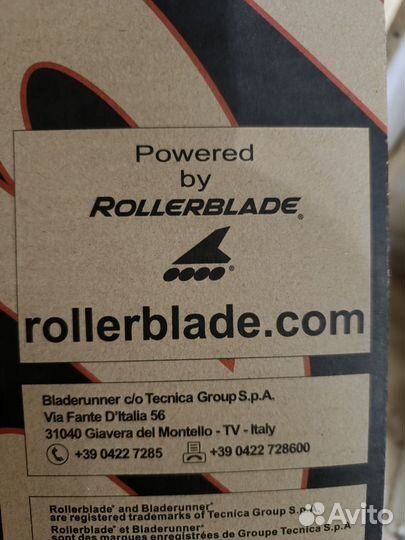 Powered
by
ROLLERBLADE®
®
rollerblade.com
Bladerunner c/o Tecnica Group S.p.A.
Via Fante D'Italia 56
31040 Giavera del Montello - TV - Italy
+39 0422 7285 +39 0422 728600
Rollerblade® and Bladerunner®
are registered trademarks of Tecnica Group S.p.A
Rollerblade® et Bladerunner®
sont des marques enregistrées de Groupe Tecnica S.p.A
Avito